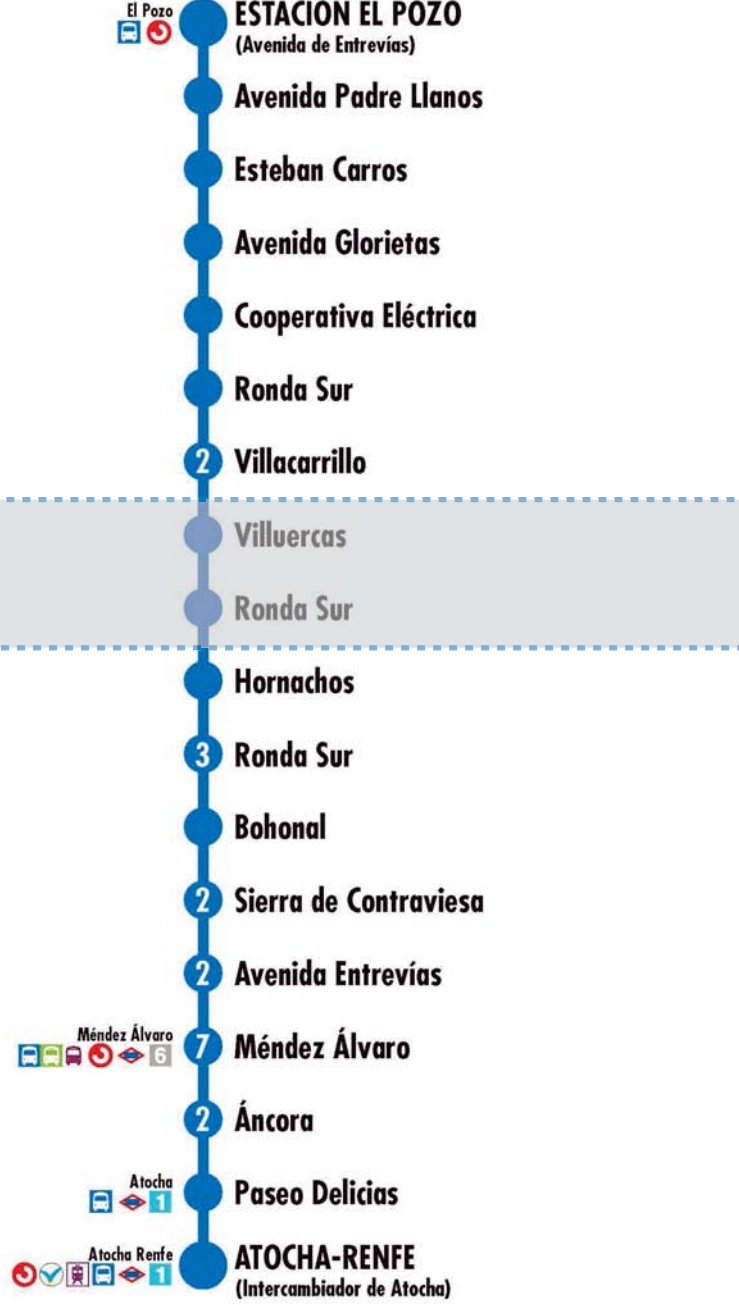 El Pozo
ESTACIÓN EL POZO
(Avenida de Entrevías)
Avenida Padre Llanos
Esteban Carros
Avenida Glorietas
Cooperativa Eléctrica
Ronda Sur
2 Villacarrillo
Villuercas
Ronda Sur
Hornachos
3 Ronda Sur
Bohonal
2 Sierra de Contraviesa
2 Avenida Entrevías
Méndez Álvaro
6
7 Méndez Álvaro
2 Áncora
Atocha
1
Paseo Delicias
Atocha Renfe
1
ATOCHA-RENFE
(Intercambiador de Atocha)